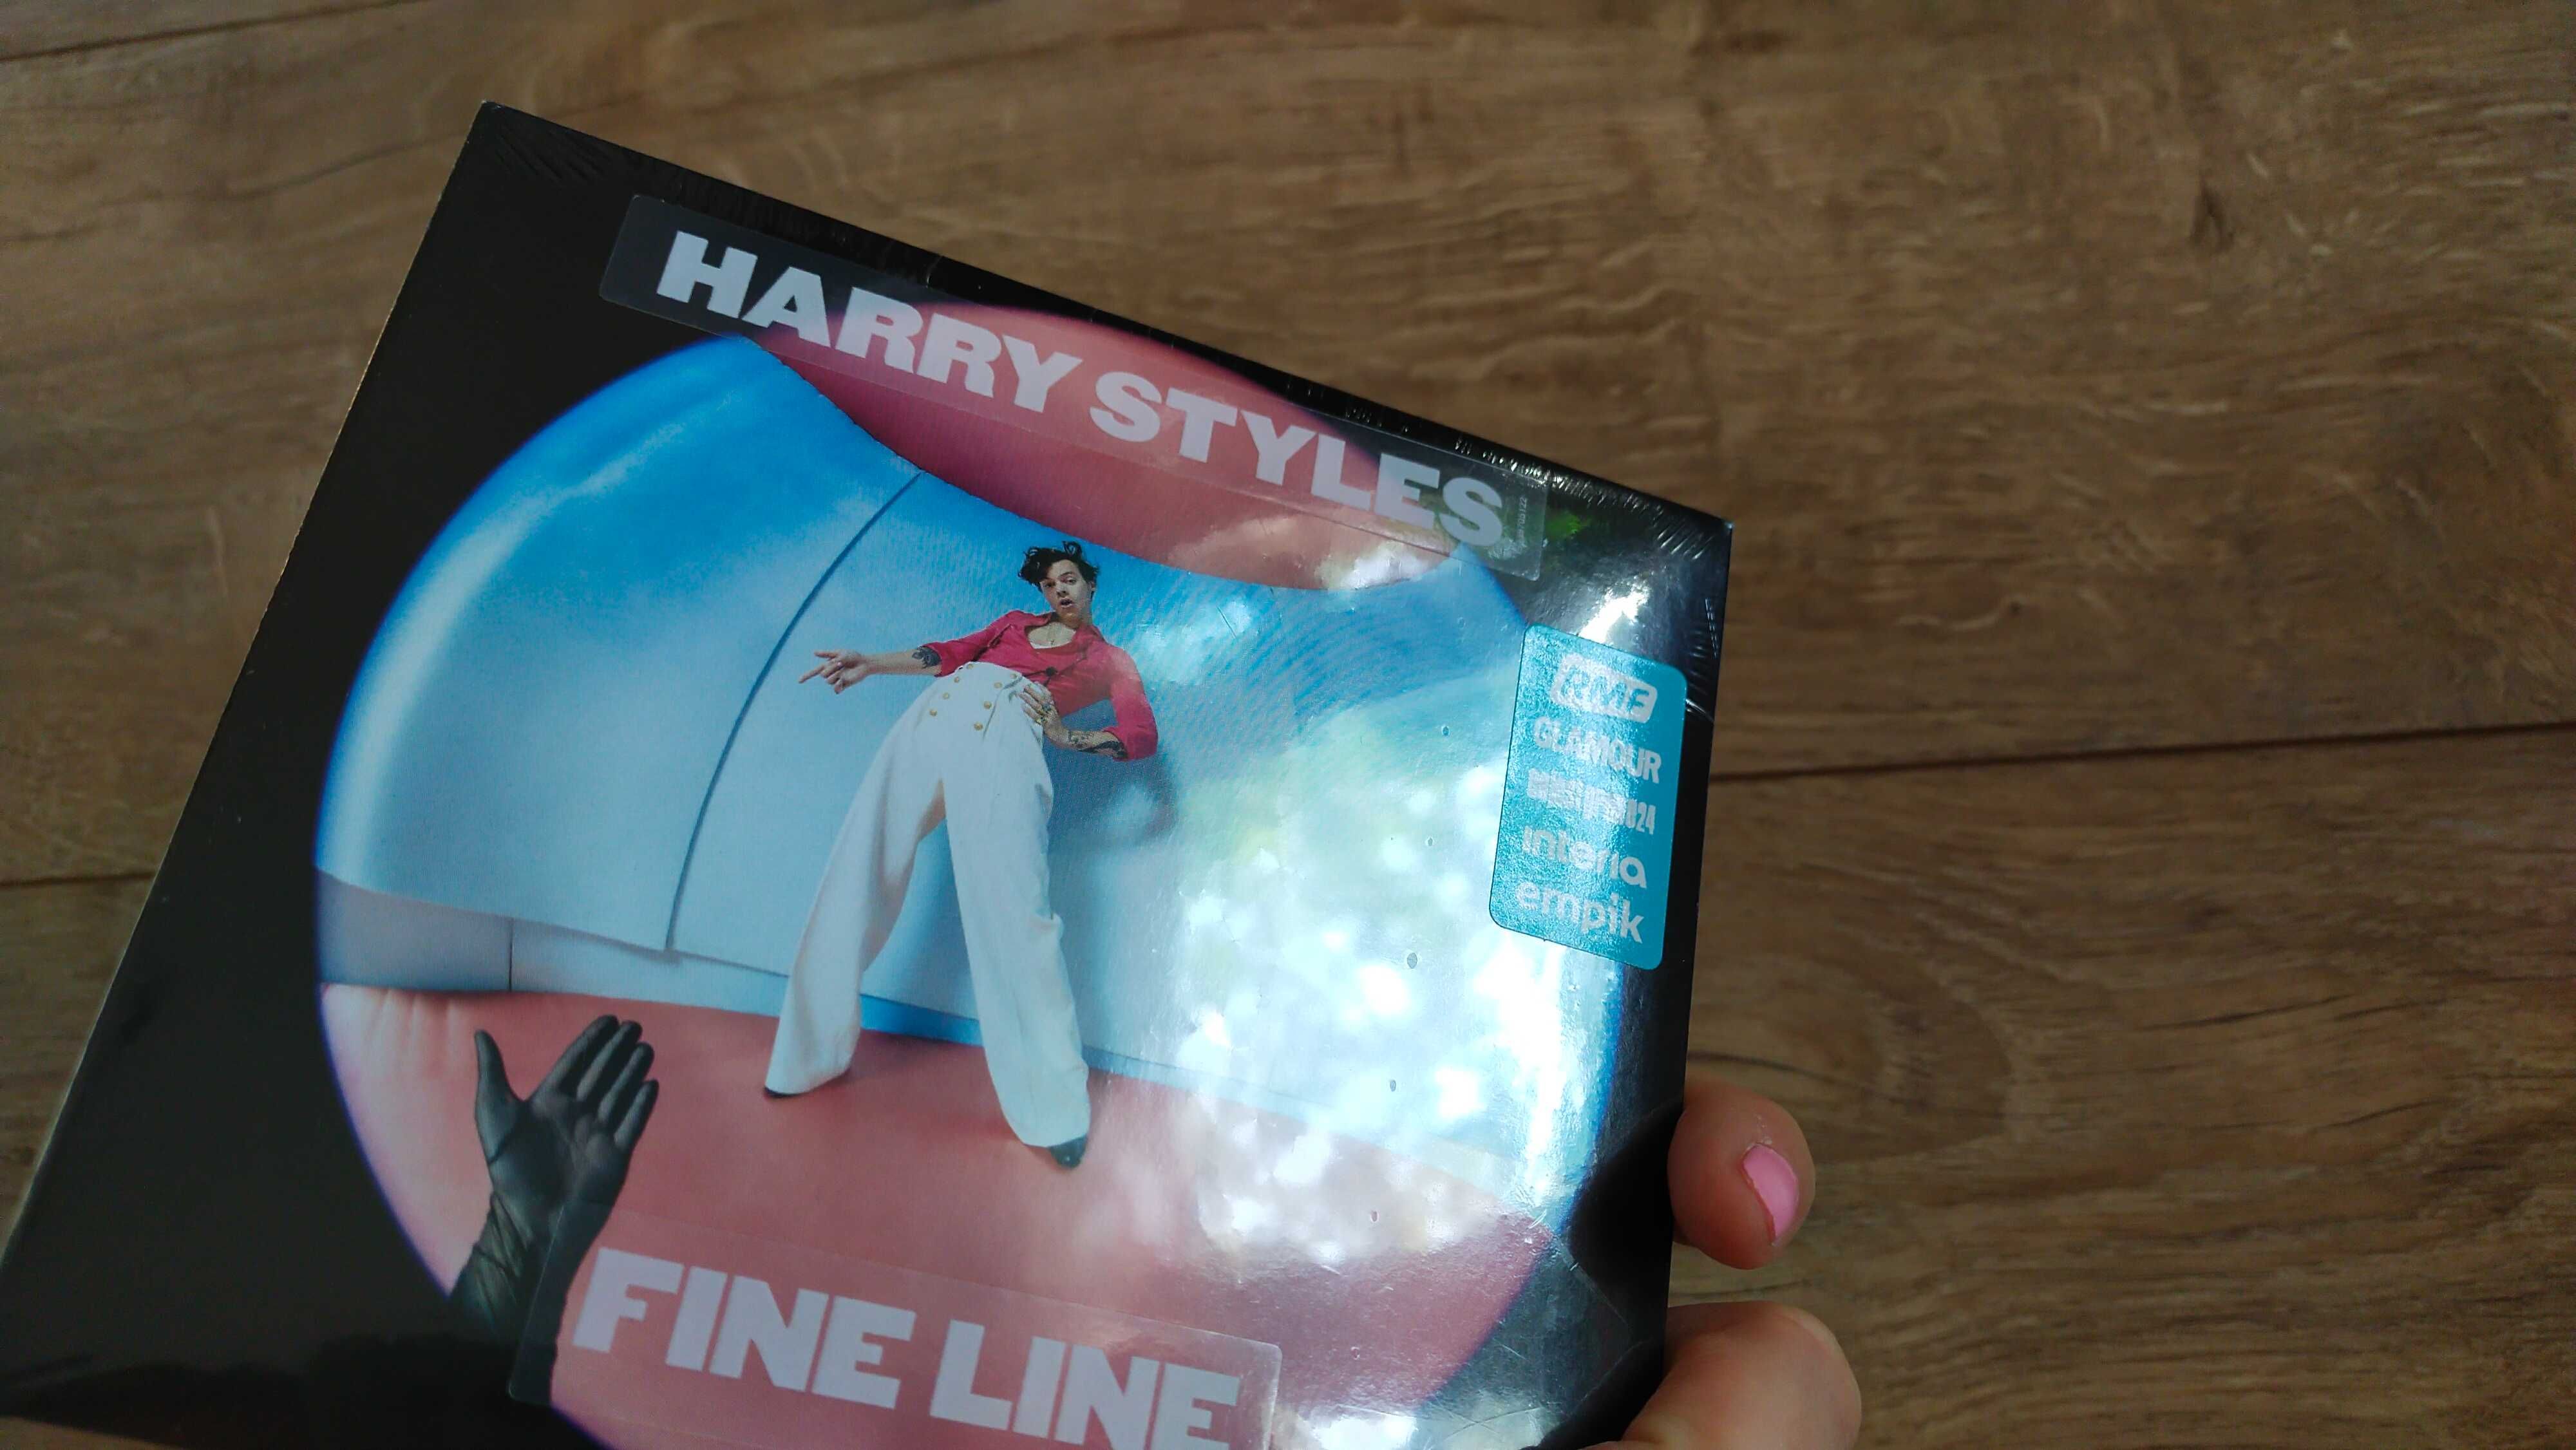 HARRY STYLES
RMF
GLAMOUR
interia
empik
FINE LINE